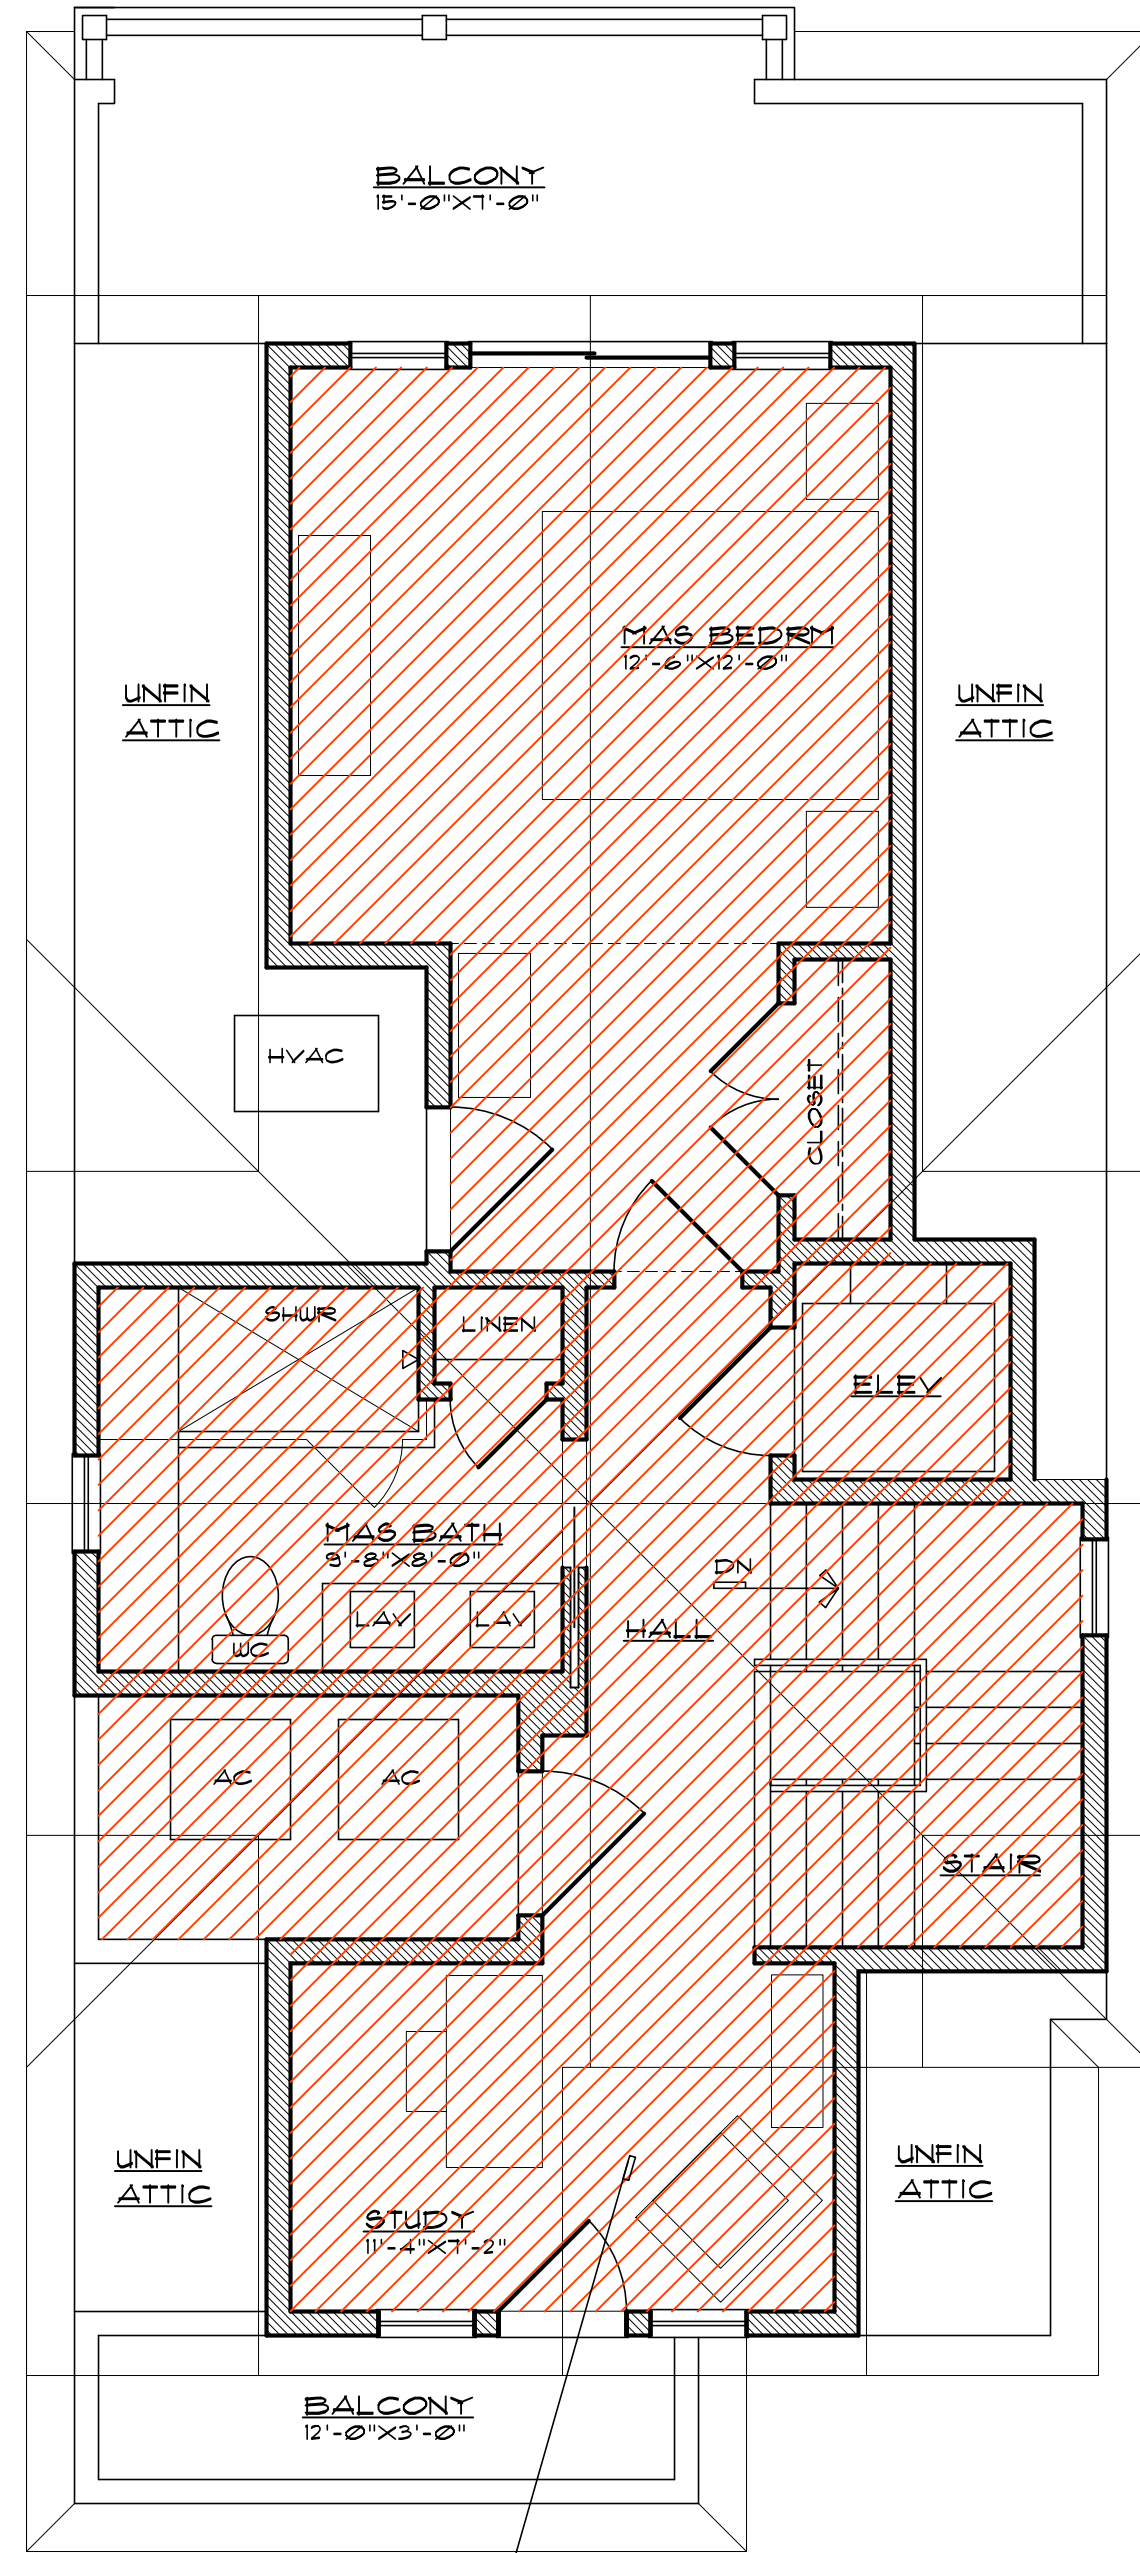 BALCONY
15'-0"X7'-0"
MAS BEDRM
12'-6"X12'-0"
UNFIN
ATTIC
UNFIN
ATTIC
HVAC
CLOSET
SHWR
LINEN
ELEV
MAS BATH
9'-8"X8'-0"
DN
HALL
LAV
LAV
WC
AC
AC
STAIR
UNFIN
ATTIC
UNFIN
ATTIC
STUDY
11'-4"X7'-2"
BALCONY
12'-0"X3'-0"